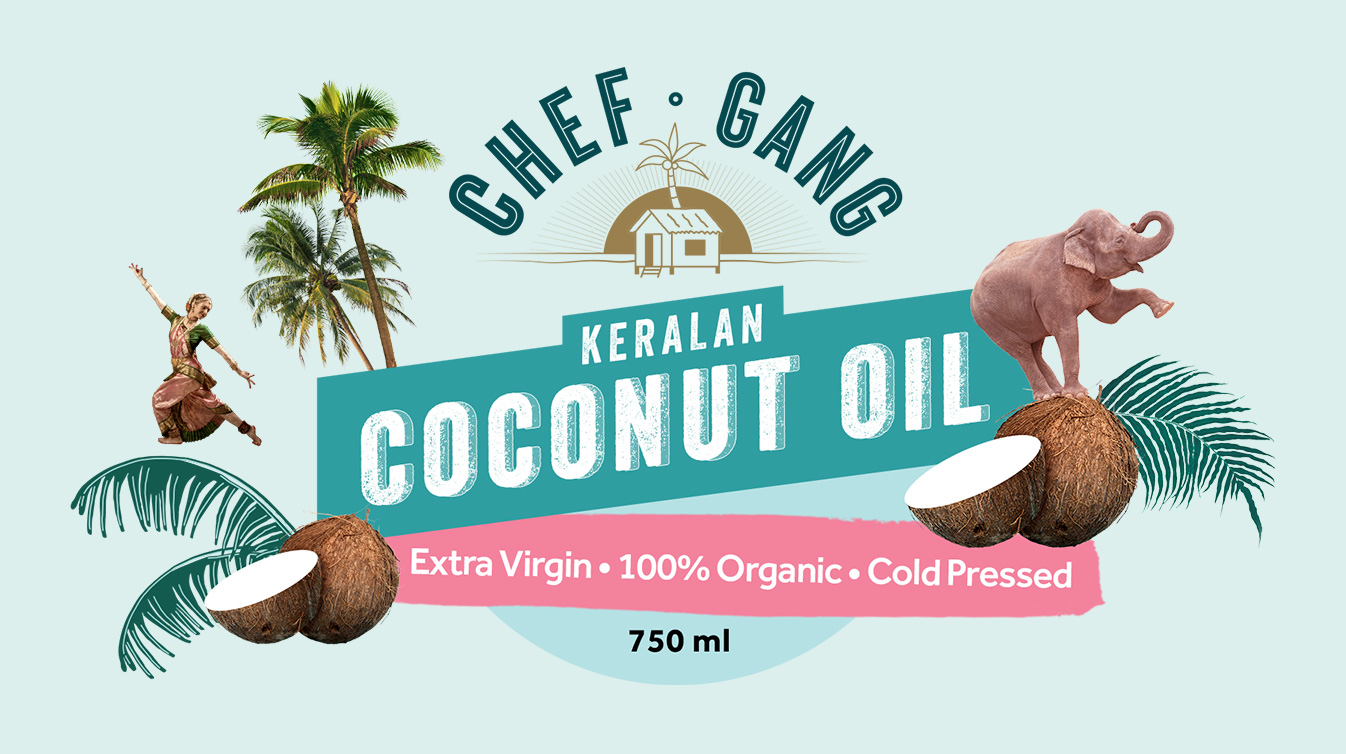 CHEF • GANG
KERALAN
COCONUT OIL
Extra Virgin • 100% Organic • Cold Pressed
750 ml